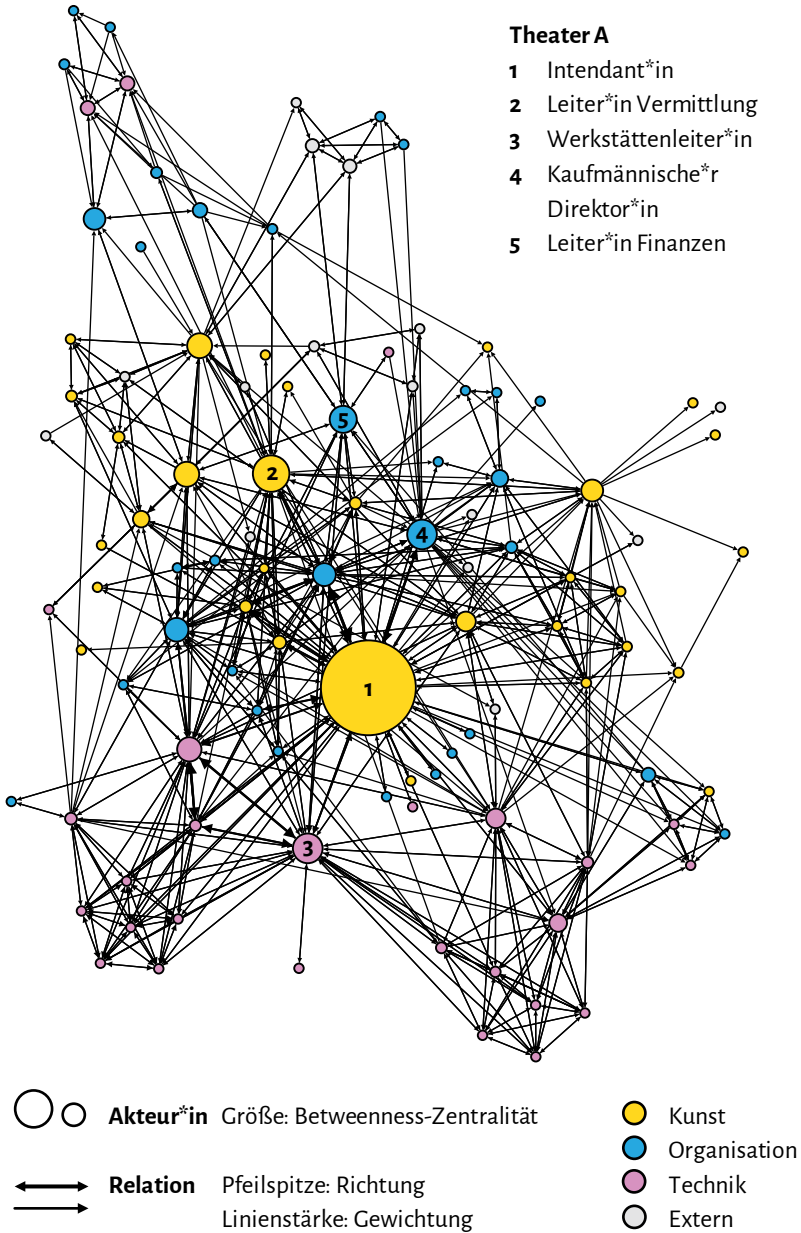 Theater A
1 Intendant*in
2 Leiter*in Vermittlung
3 Werkstättenleiter*in
4 Kaufmännische*r
Direktor*in
5 Leiter*in Finanzen
5
2
4
1
3
Akteur*in Größe: Betweenness-Zentralität
Relation Pfeilspitze: Richtung
Linienstärke: Gewichtung
Kunst
Organisation
Technik
Extern